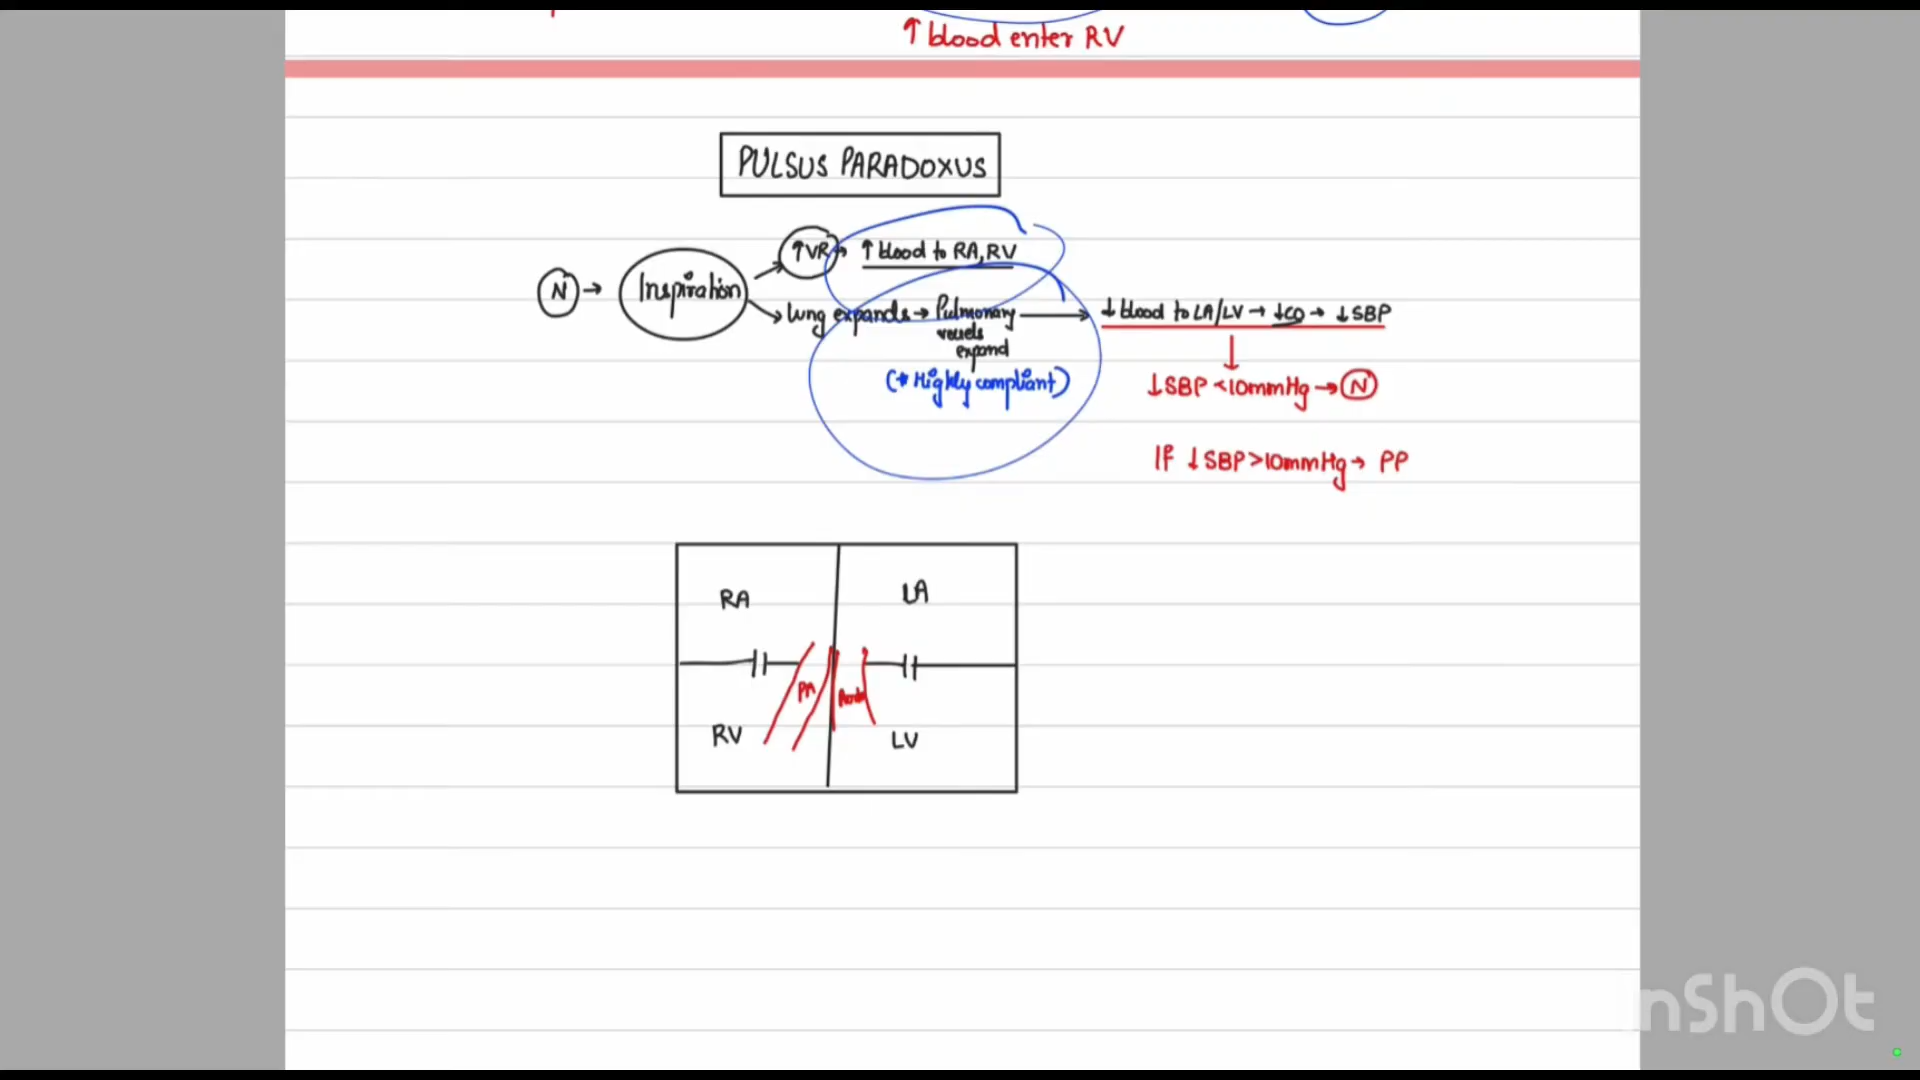 ↑ blood enter RV
PULSUS PARADOXUS
↑VR → ↑ blood to RA, RV
N → Inspiration
→ lung expands → Pulmonary vessels expand → ↓ blood to LA/LV → ↓CO → ↓SBP
(* Highly compliant)
↓SBP <10mmHg → N
If ↓SBP >10mmHg → PP
RA LA
PA Aorta
RV LV
InShOt